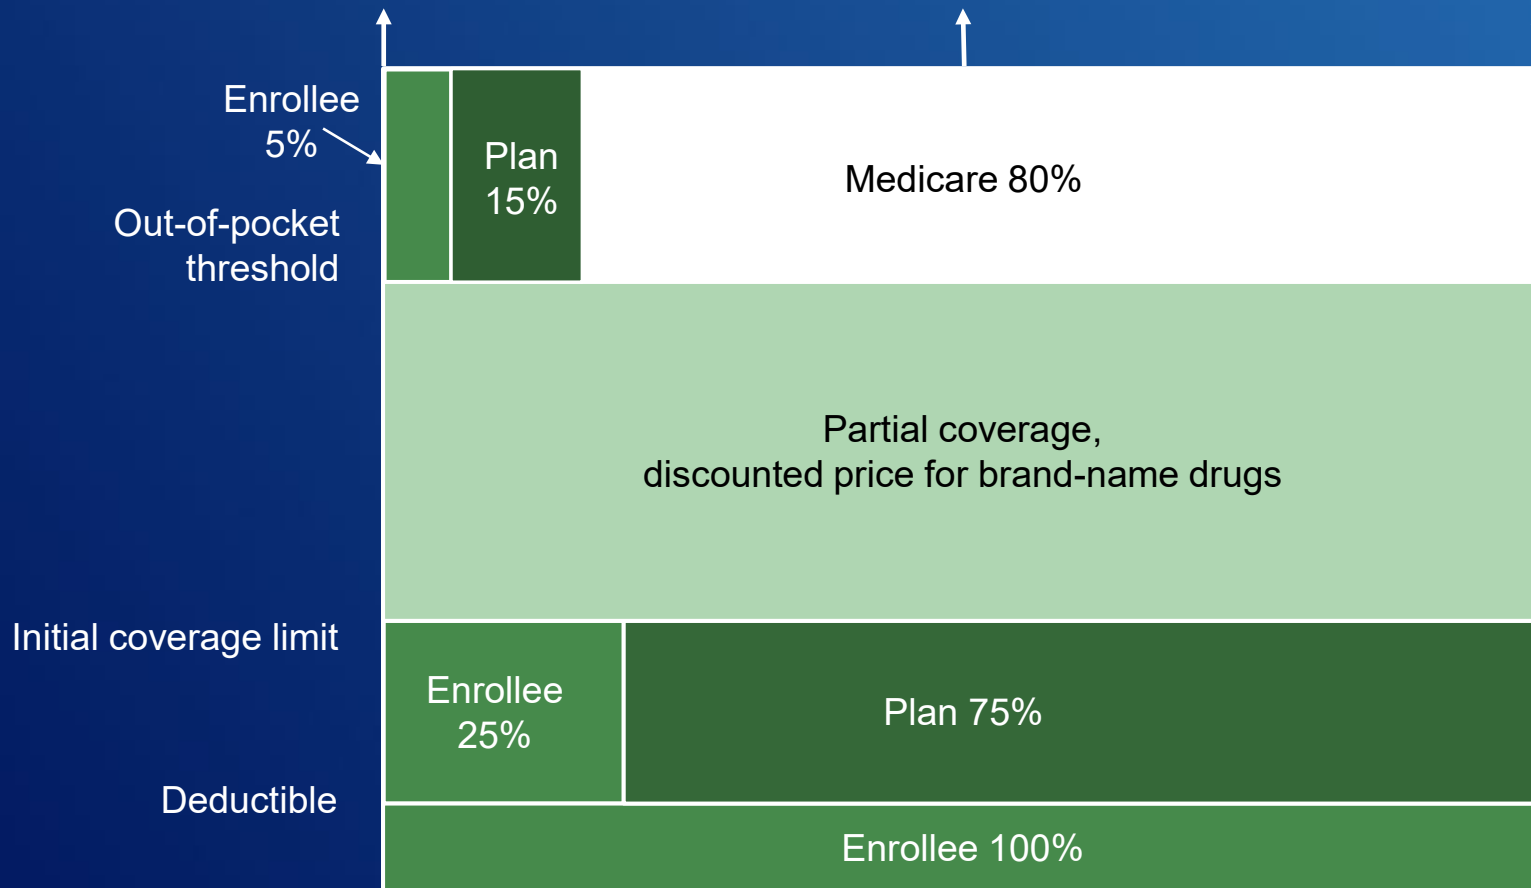 Enrollee
5%
Plan
15%
Medicare 80%
Out-of-pocket
threshold
Partial coverage,
discounted price for brand-name drugs
Initial coverage limit
Enrollee
25%
Plan 75%
Deductible
Enrollee 100%